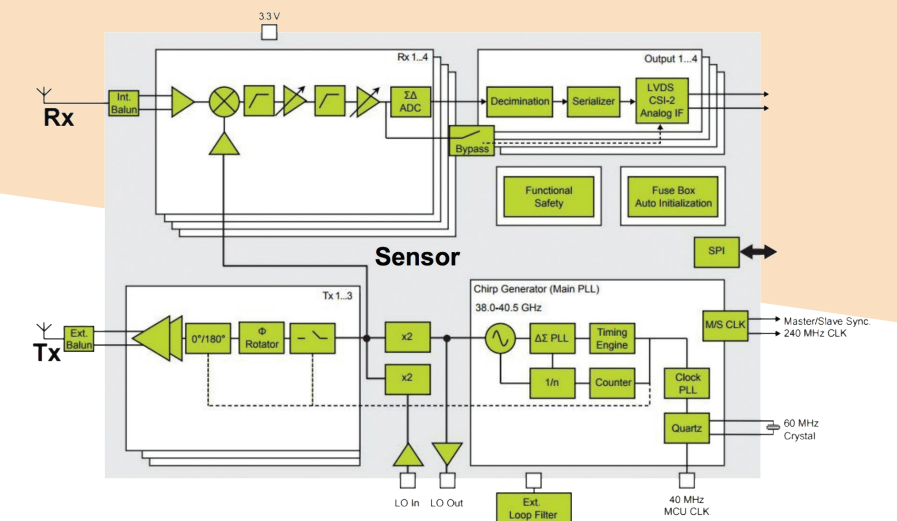 3.3 V
Rx 1...4
Output 1...4
Int.
Balun
Rx
ΣΔ
ADC
Decimination
Serializer
LVDS
CSI-2
Analog IF
Bypass
Functional
Safety
Fuse Box
Auto Initialization
Sensor
SPI
Tx 1...3
Chirp Generator (Main PLL)
38.0-40.5 GHz
Ext.
Balun
Tx
0°/180°
Φ
Rotator
x2
x2
ΔΣ PLL
Timing
Engine
1/n
Counter
Clock
PLL
Quartz
M/S CLK
Master/Slave Sync.
240 MHz CLK
60 MHz
Crystal
LO In
LO Out
Ext.
Loop Filter
40 MHz
MCU CLK